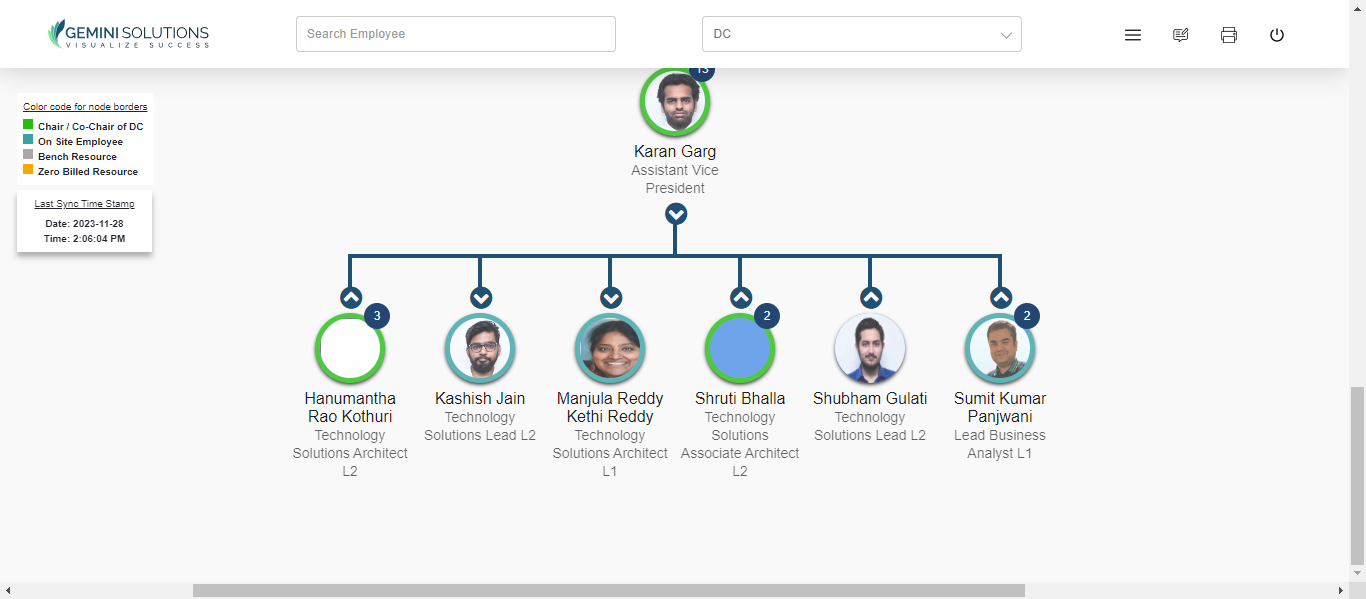 GEMINI SOLUTIONS
VISUALIZE SUCCESS
Search Employee
DC
Color code for node borders
Chair / Co-Chair of DC
On Site Employee
Bench Resource
Zero Billed Resource
Last Sync Time Stamp
Date: 2023-11-28
Time: 2:06:04 PM
13
Karan Garg
Assistant Vice
President
3
2
2
Hanumantha
Rao Kothuri
Technology
Solutions Architect
L2
Kashish Jain
Technology
Solutions Lead L2
Manjula Reddy
Kethi Reddy
Technology
Solutions Architect
L1
Shruti Bhalla
Technology
Solutions
Associate Architect
L2
Shubham Gulati
Technology
Solutions Lead L2
Sumit Kumar
Panjwani
Lead Business
Analyst L1